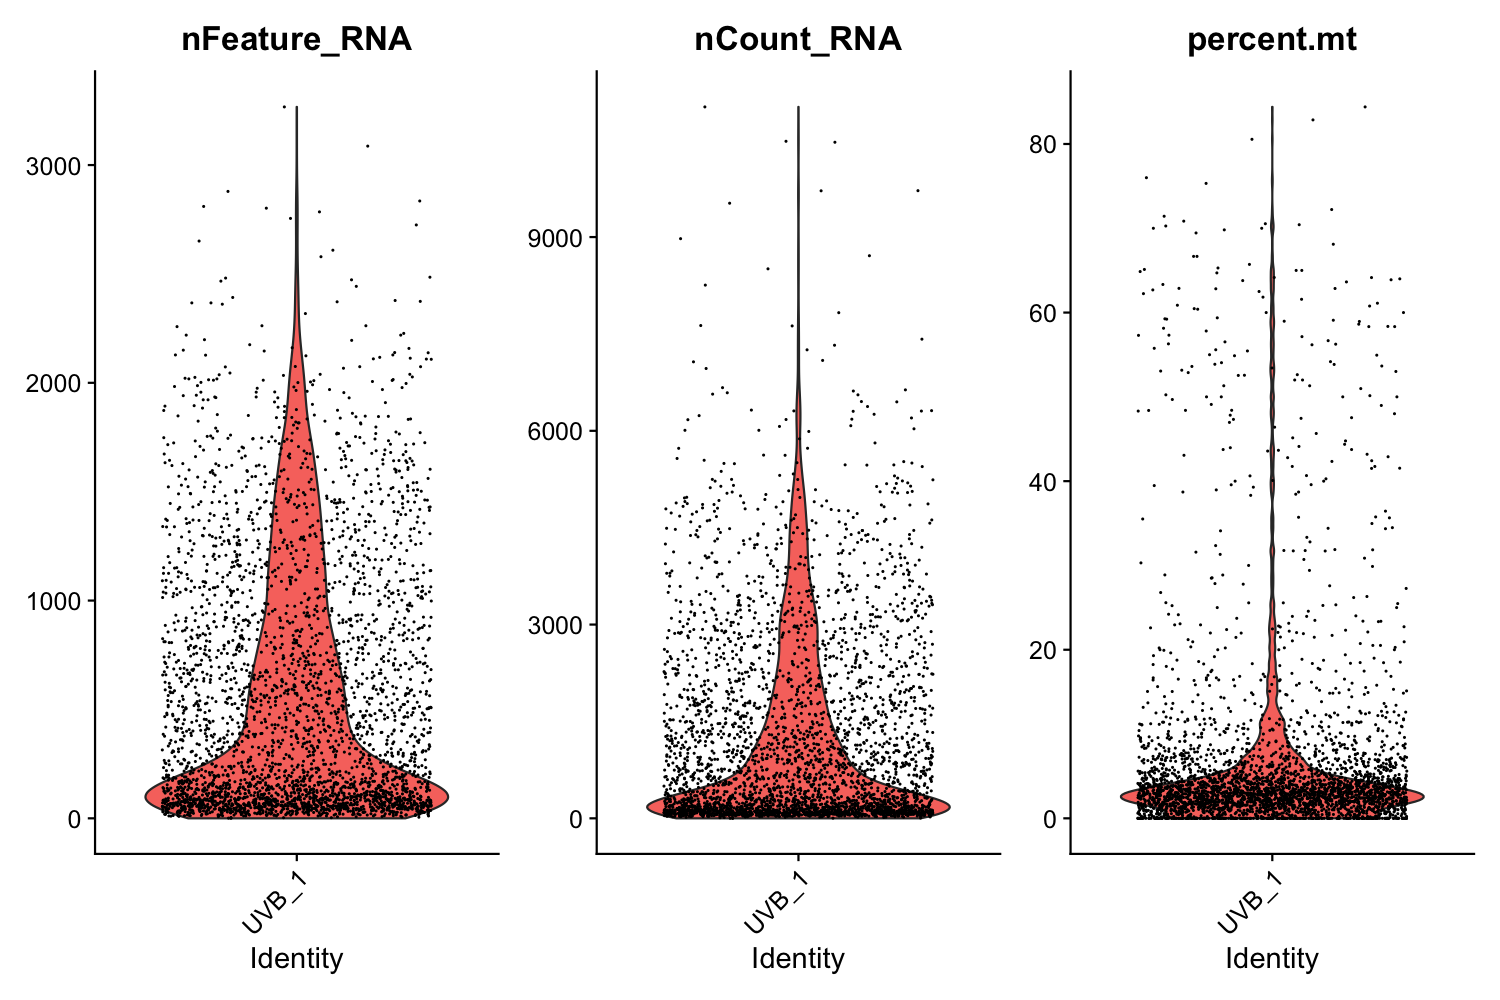 nFeature_RNA
3000
2000
1000
0
UVB_1
Identity
nCount_RNA
9000
6000
3000
0
UVB_1
Identity
percent.mt
80
60
40
20
0
UVB_1
Identity